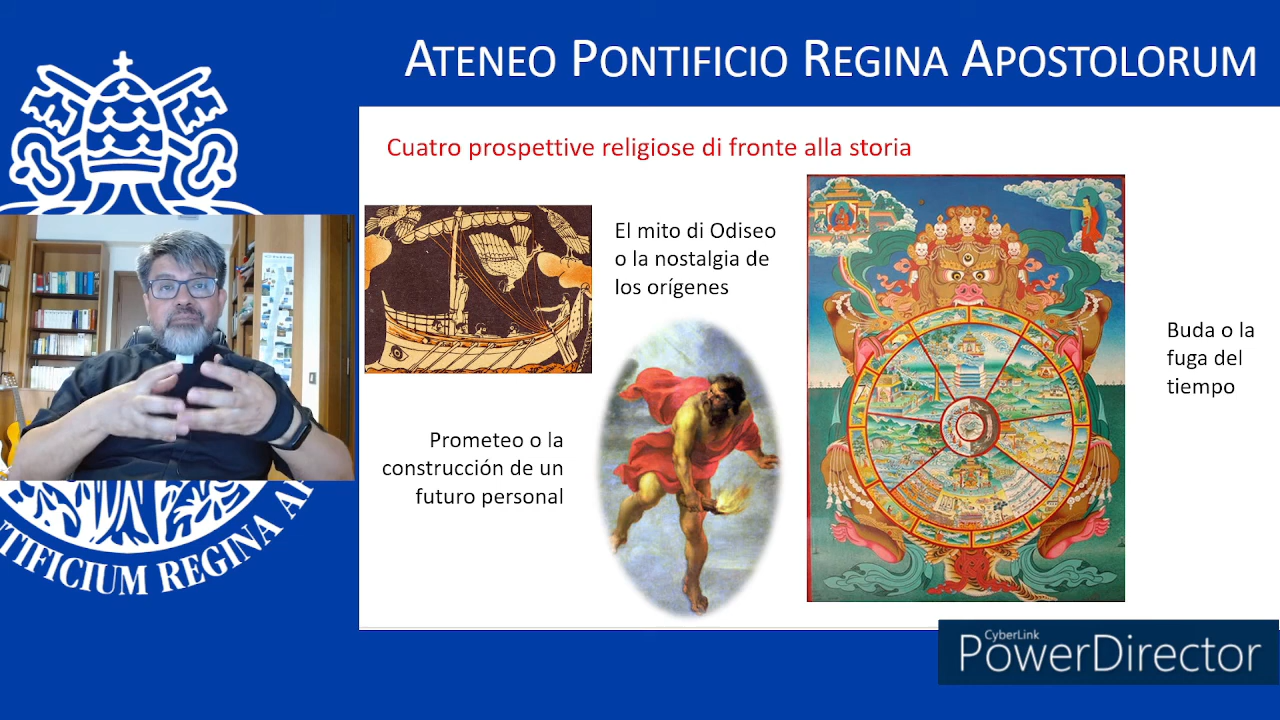 ATENEO PONTIFICIO REGINA APOSTOLORUM
Cuatro prospettive religiose di fronte alla storia
El mito di Odiseo
o la nostalgia de
los orígenes
Buda o la
fuga del
tiempo
Prometeo o la
construcción de un
futuro personal
TIFICIUM REGINA A
CyberLink
PowerDirector